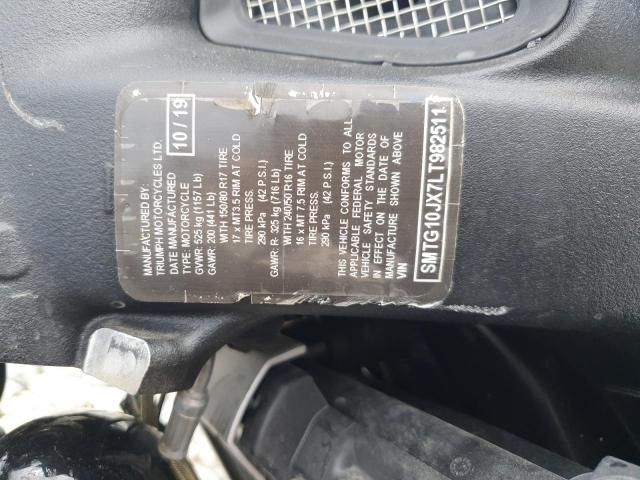 MANUFACTURED BY:
TRIUMPH MOTORCYCLES LTD.
DATE MANUFACTURED 10 / 19
TYPE: MOTORCYCLE
GVWR: 525 kg (1157 Lb)
GAWR: 200 (441 Lb)
WITH 150/80 R17 TIRE
17 x MT3.5 RIM AT COLD
TIRE PRESS.
290 kPa (42 P.S.I.)
GAWR: R- 325 kg (716 Lb)
WITH 240/50 R16 TIRE
16 x MT 7.5 RIM AT COLD
TIRE PRESS.
290 kPa (42 P.S.I.)
THIS VEHICLE CONFORMS TO ALL
APPLICABLE FEDERAL MOTOR
VEHICLE SAFETY STANDARDS
IN EFFECT ON THE DATE OF
MANUFACTURE SHOWN ABOVE
VIN
SMTG10JX7LT982511